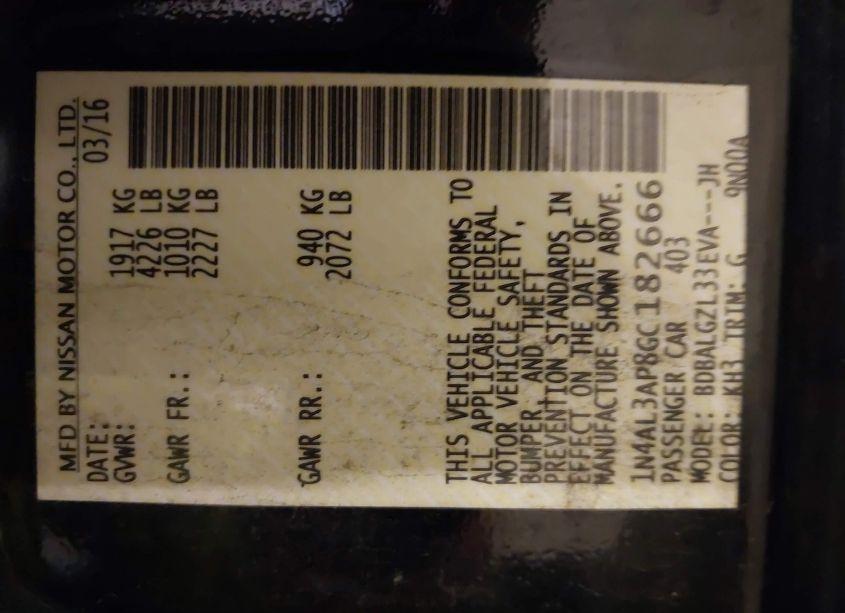 MFD BY NISSAN MOTOR CO., LTD.
DATE: 03/16
GVWR: 1917 KG
4226 LB
GAWR FR.: 1010 KG
2227 LB
GAWR RR.: 940 KG
2072 LB
THIS VEHICLE CONFORMS TO
ALL APPLICABLE FEDERAL
MOTOR VEHICLE SAFETY,
BUMPER, AND THEFT
PREVENTION STANDARDS IN
EFFECT ON THE DATE OF
MANUFACTURE SHOWN ABOVE.
1N4AL3AP8GC182666
PASSENGER CAR 403
MODEL: BDBALGZL33EVA---JH
COLOR: KH3 TRIM: G 9N00A